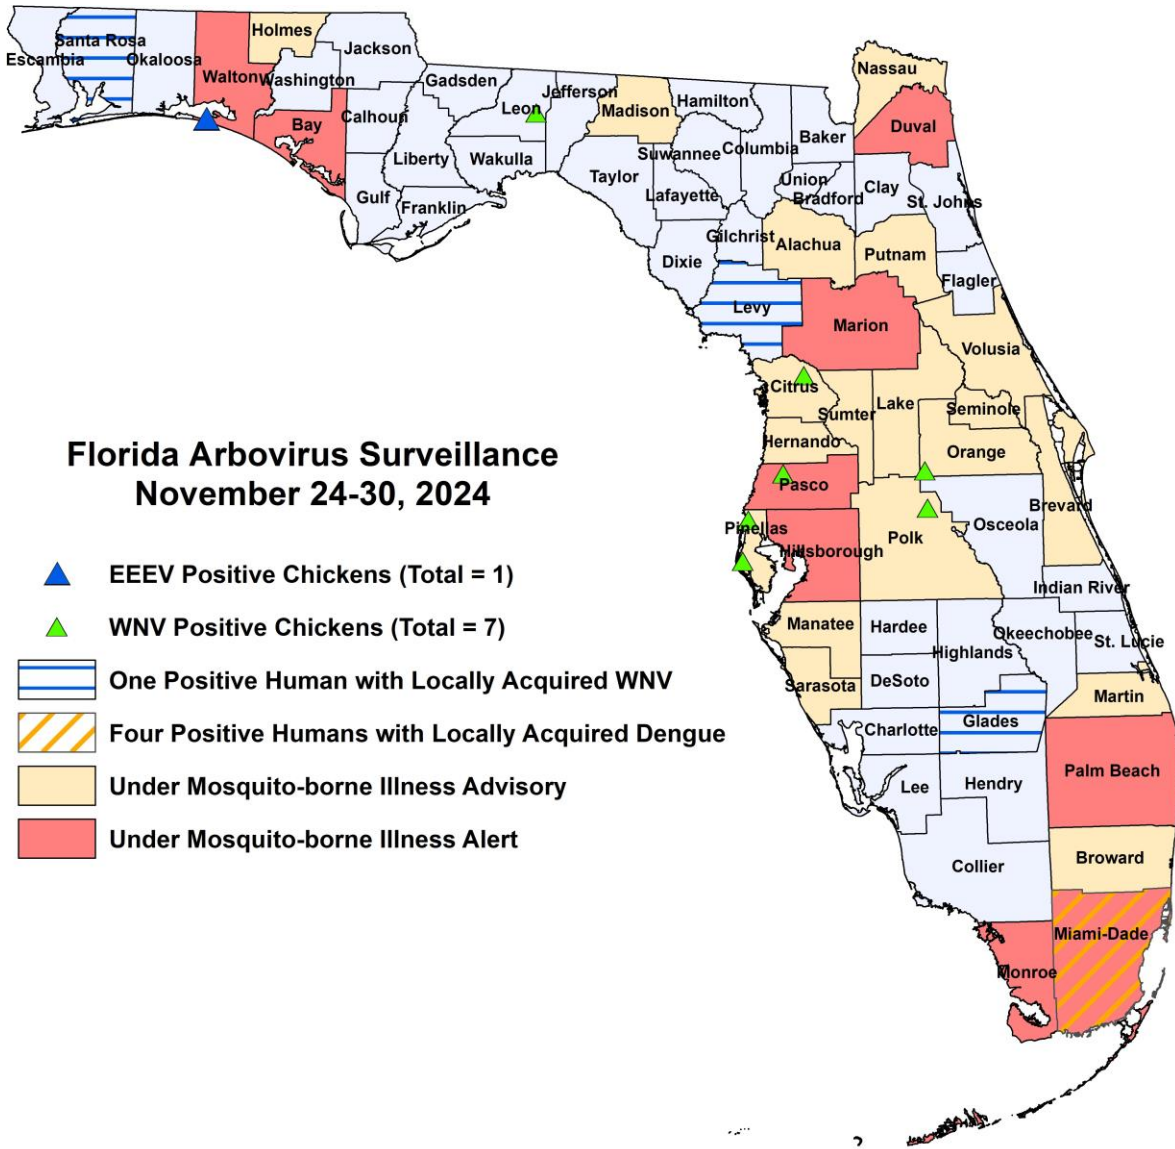 Holmes
Santa Rosa
Jackson
Escambia
Okaloosa
Walton
Washington
Gadsden
Nassau
Leon
Jefferson
Madison
Hamilton
Bay
Calhoun
Duval
Baker
Liberty
Wakulla
Suwannee
Columbia
Taylor
Union
Clay
Gulf
Franklin
Lafayette
Bradford
St. Johns
Gilchrist
Alachua
Putnam
Dixie
Flagler
Levy
Marion
Volusia
Citrus
Sumter
Lake
Seminole
Hernando
Orange
Florida Arbovirus Surveillance
November 24-30, 2024
Pasco
Brevard
Pinellas
Osceola
Hillsborough
Polk
EEEV Positive Chickens (Total = 1)
Indian River
WNV Positive Chickens (Total = 7)
Manatee
Hardee
Okeechobee
St. Lucie
Highlands
One Positive Human with Locally Acquired WNV
Sarasota
DeSoto
Martin
Glades
Four Positive Humans with Locally Acquired Dengue
Charlotte
Palm Beach
Under Mosquito-borne Illness Advisory
Lee
Hendry
Under Mosquito-borne Illness Alert
Broward
Collier
Miami-Dade
Monroe